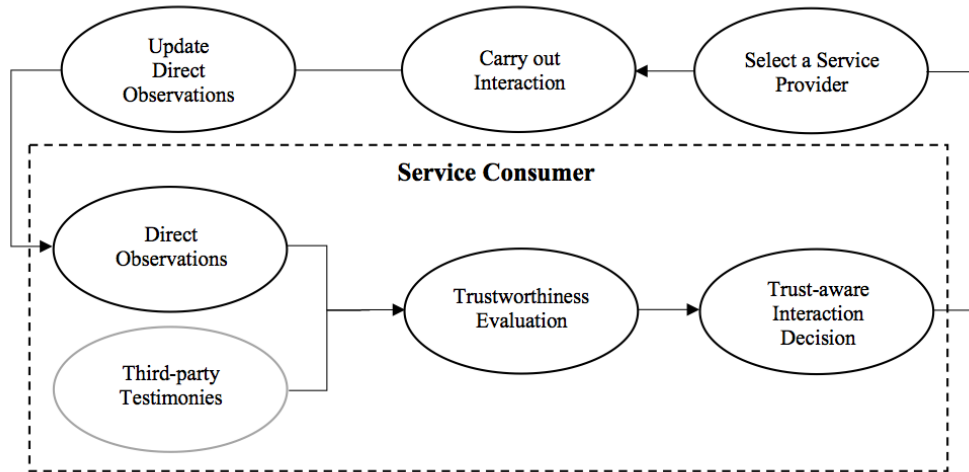 Update
Direct
Observations
Carry out
Interaction
Select a Service
Provider
Service Consumer
Direct
Observations
Third-party
Testimonies
Trustworthiness
Evaluation
Trust-aware
Interaction
Decision